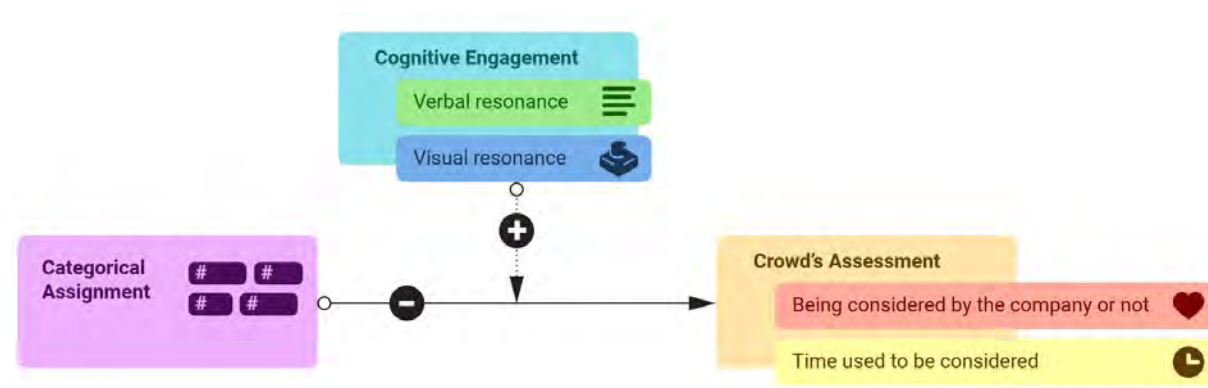 Cognitive Engagement
Verbal resonance
Visual resonance
Categorical
Assignment
# #
# #
Crowd's Assessment
Being considered by the company or not
Time used to be considered